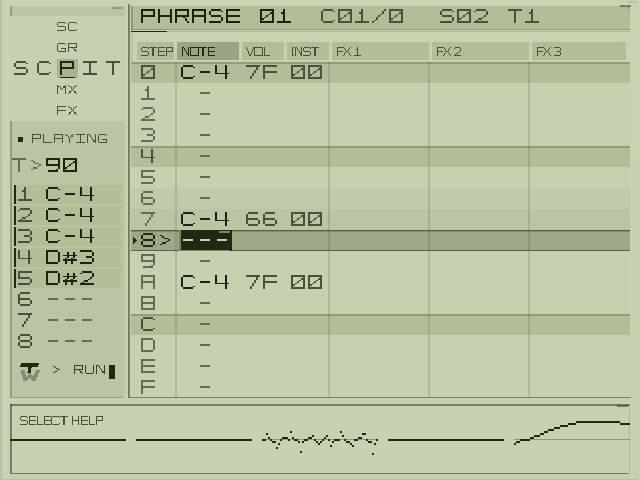 SC
GR
SCPIT
MX
FX
PLAYING
T>90
1 C-4
2 C-4
3 C-4
4 D#3
5 D#2
6 ---
7 ---
8 ---
TW > RUN
PHRASE 01 C01/0 S02 T1
STEP NOTE VOL INST FX1 FX2 FX3
0 C-4 7F 00
1 -
2 -
3 -
4 -
5 -
6 -
7 C-4 66 00
8> ---
9 -
A C-4 7F 00
B -
C -
D -
E -
F -
SELECT HELP